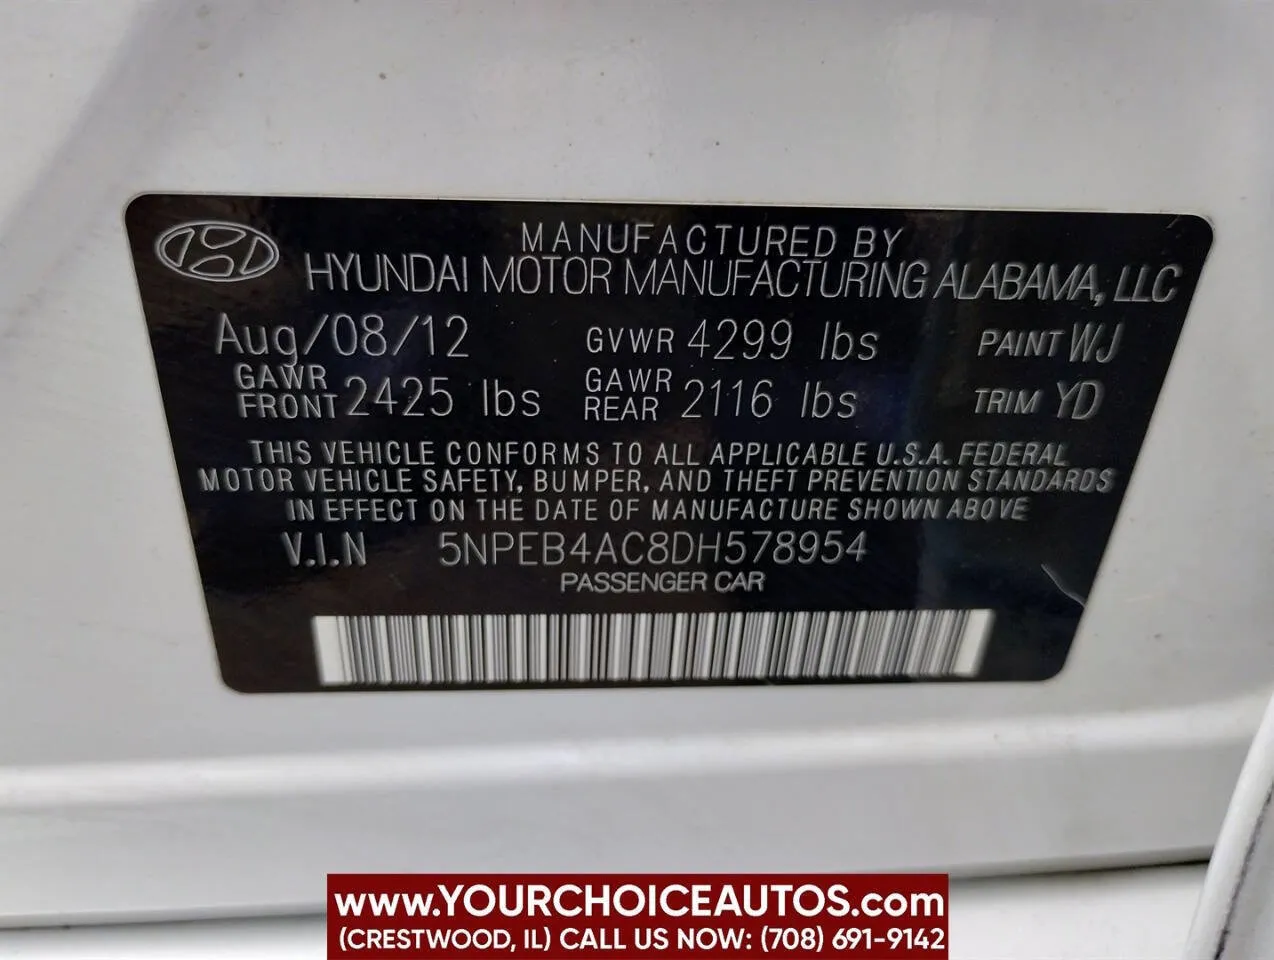 MANUFACTURED BY
HYUNDAI MOTOR MANUFACTURING ALABAMA, LLC
Aug/08/12 GVWR 4299 lbs PAINT WJ
GAWR FRONT 2425 lbs GAWR REAR 2116 lbs TRIM YD
THIS VEHICLE CONFORMS TO ALL APPLICABLE U.S.A. FEDERAL
MOTOR VEHICLE SAFETY, BUMPER, AND THEFT PREVENTION STANDARDS
IN EFFECT ON THE DATE OF MANUFACTURE SHOWN ABOVE
V.I.N 5NPEB4AC8DH578954
PASSENGER CAR
www.YOURCHOICEAUTOS.com
(CRESTWOOD, IL) CALL US NOW: (708) 691-9142